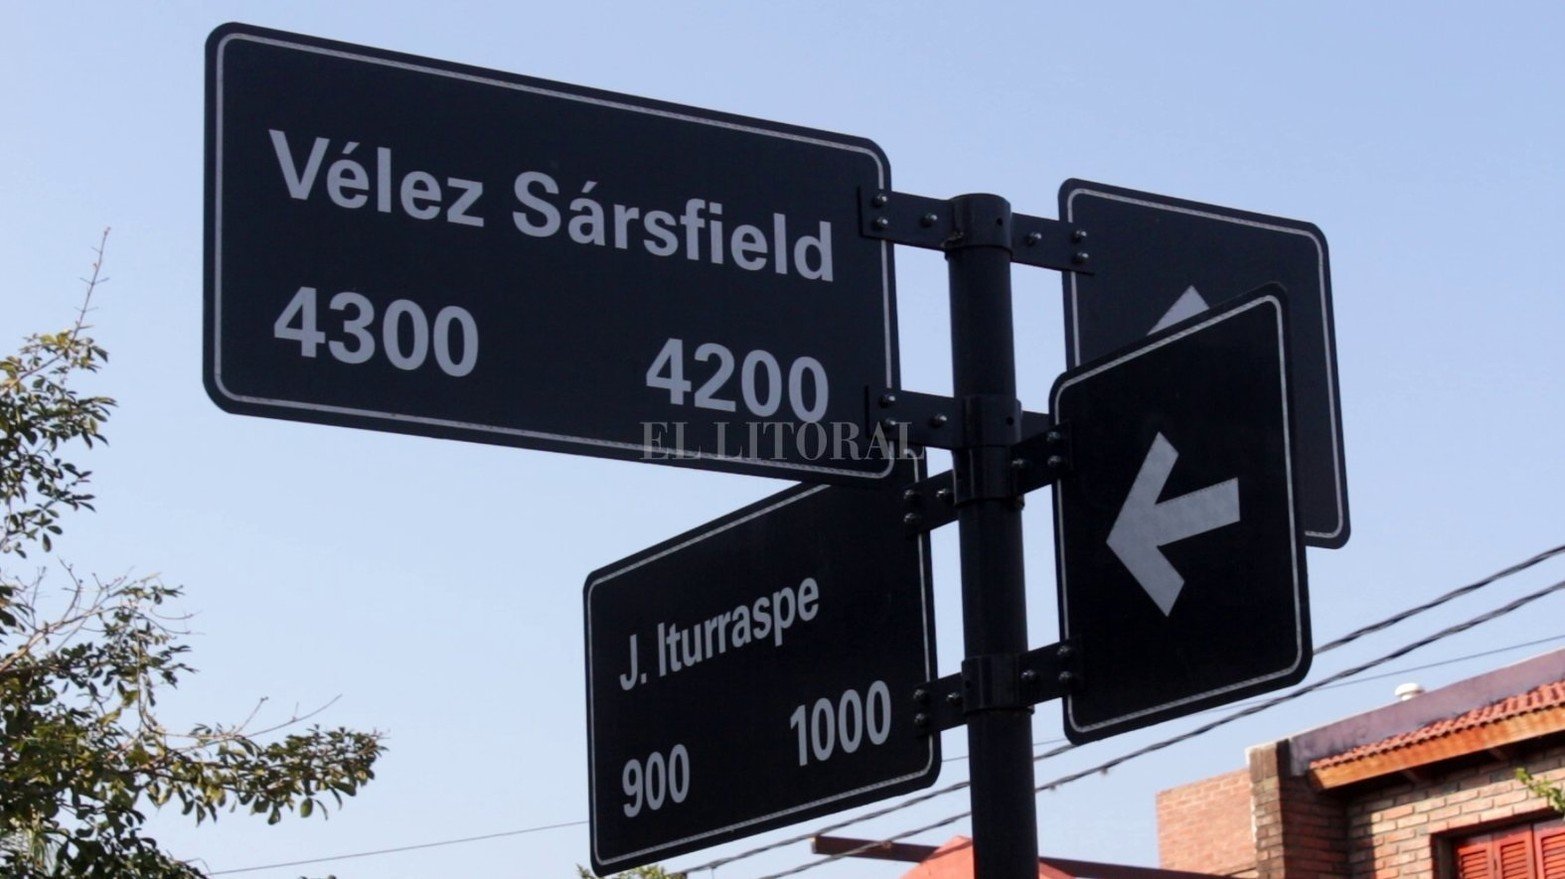 Vélez Sársfield
4300 4200
EL LITORAL
J. Iturraspe
900 1000